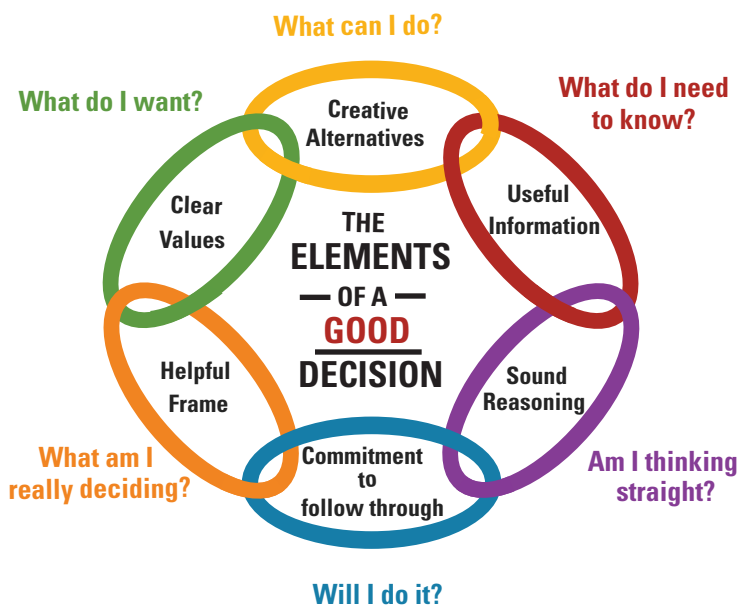 What can I do?
Creative
Alternatives
What do I need
to know?
Useful
Information
Am I thinking
straight?
Sound
Reasoning
Will I do it?
Commitment
to
follow through
What am I
really deciding?
Helpful
Frame
What do I want?
Clear
Values
THE
ELEMENTS
— OF A —
GOOD
DECISION